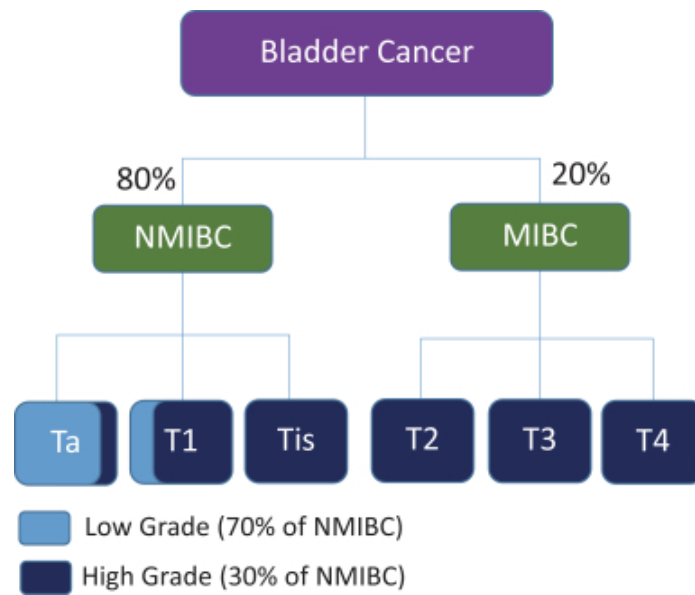 Bladder Cancer
80%
20%
NMIBC
MIBC
Ta
T1
Tis
T2
T3
T4
Low Grade (70% of NMIBC)
High Grade (30% of NMIBC)